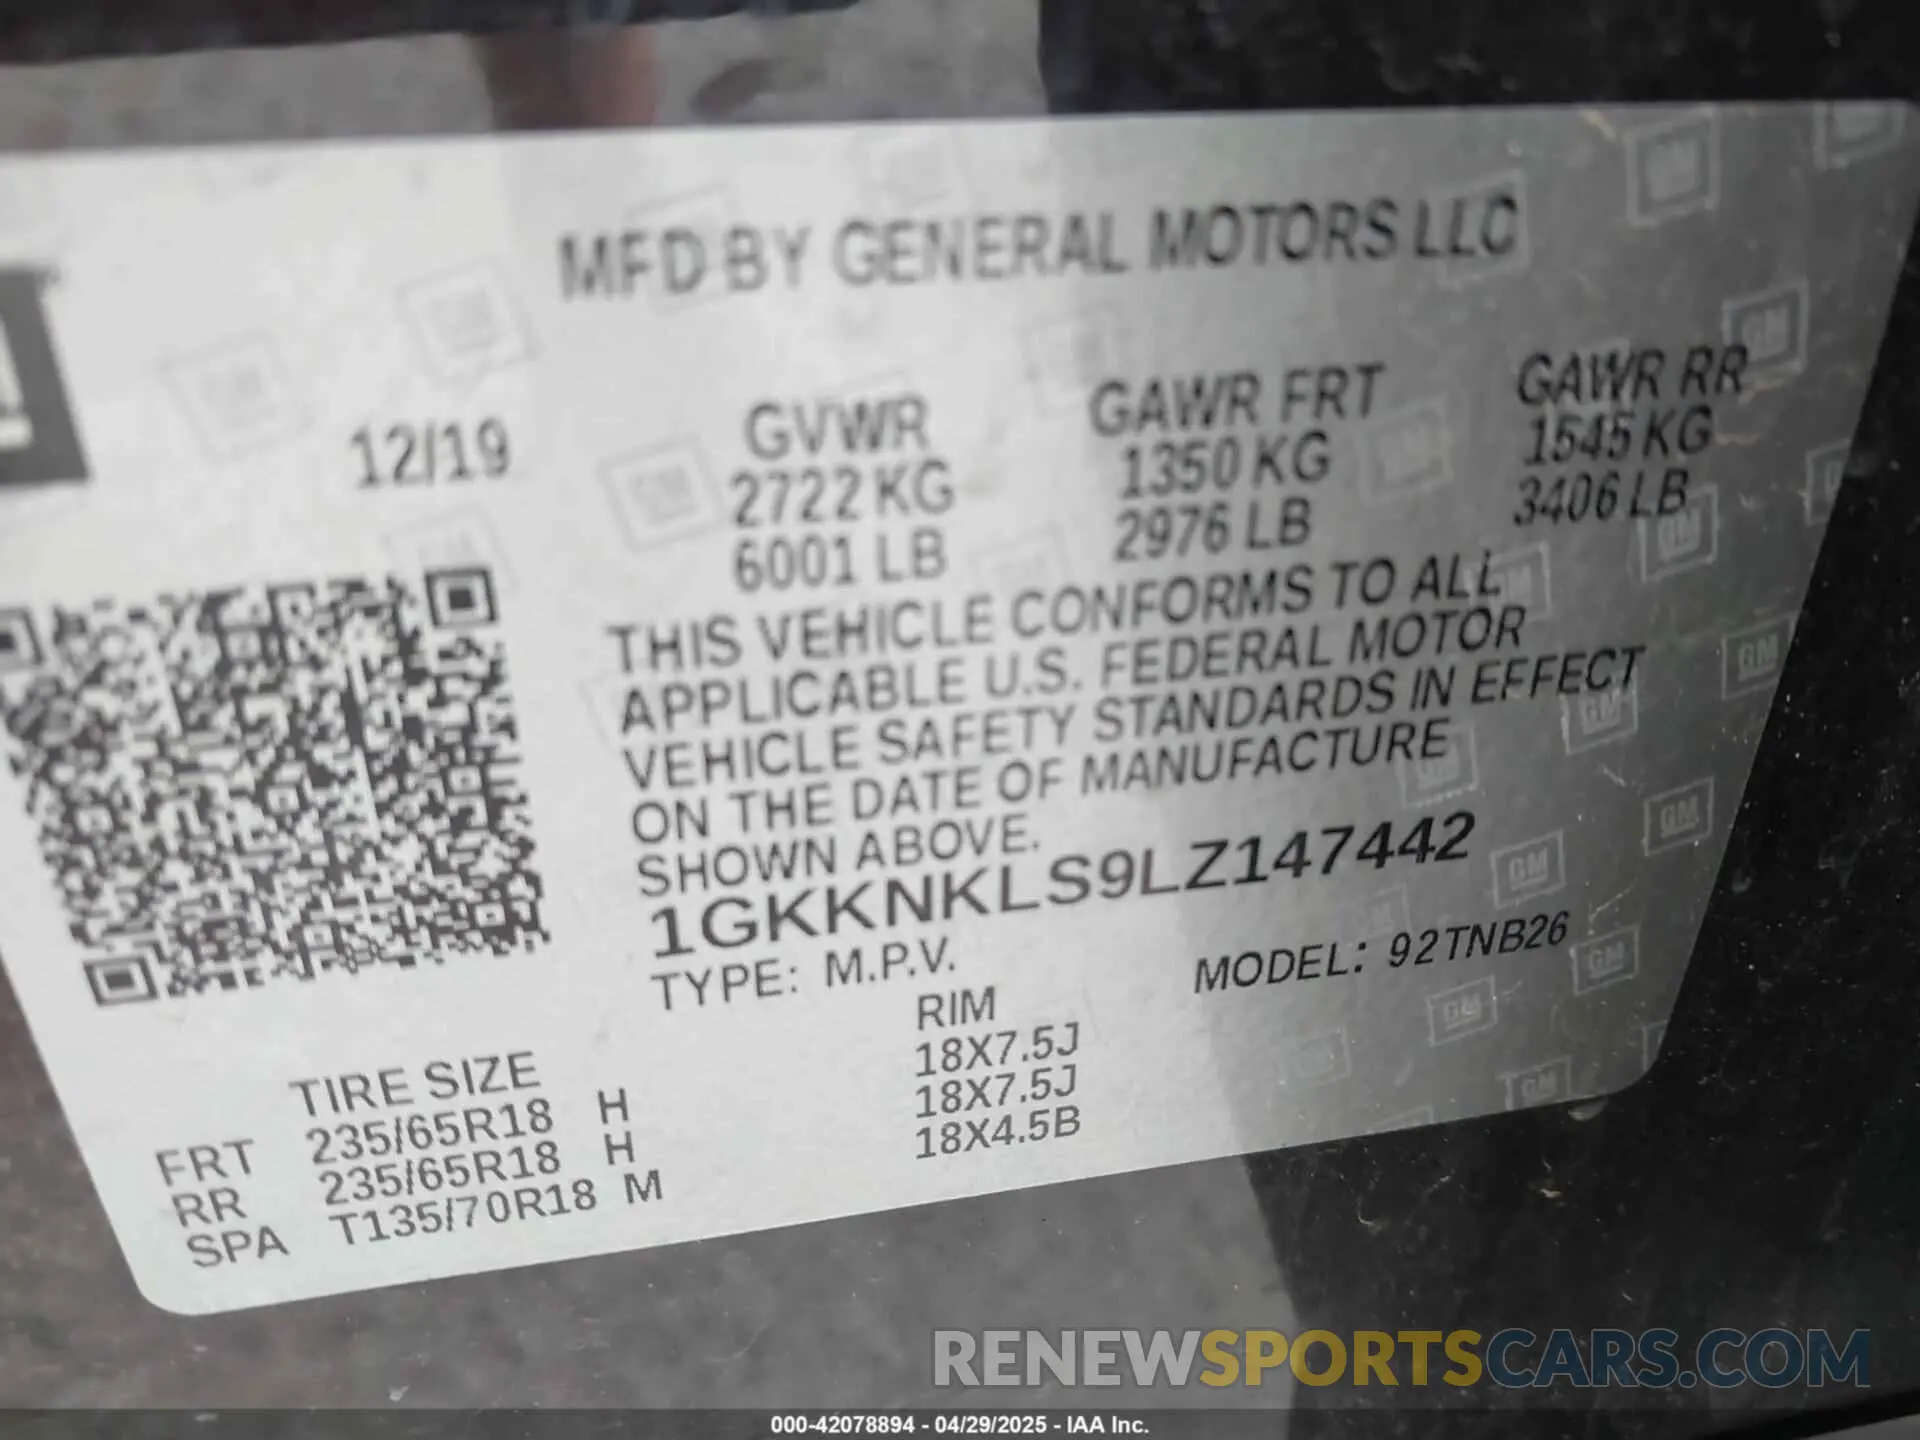 MFD BY GENERAL MOTORS LLC
12/19
GVWR
2722 KG
6001 LB
GAWR FRT
1350 KG
2976 LB
GAWR RR
1545 KG
3406 LB
THIS VEHICLE CONFORMS TO ALL
APPLICABLE U.S. FEDERAL MOTOR
VEHICLE SAFETY STANDARDS IN EFFECT
ON THE DATE OF MANUFACTURE
SHOWN ABOVE.
1GKKNKLS9LZ147442
TYPE: M.P.V.
MODEL: 92TNB26
TIRE SIZE
RIM
FRT 235/65R18 H 18X7.5J
RR 235/65R18 H 18X7.5J
SPA T135/70R18 M 18X4.5B
GM
RENEWSPORTSCARS.COM
000-42078894 - 04/29/2025 - IAA Inc.